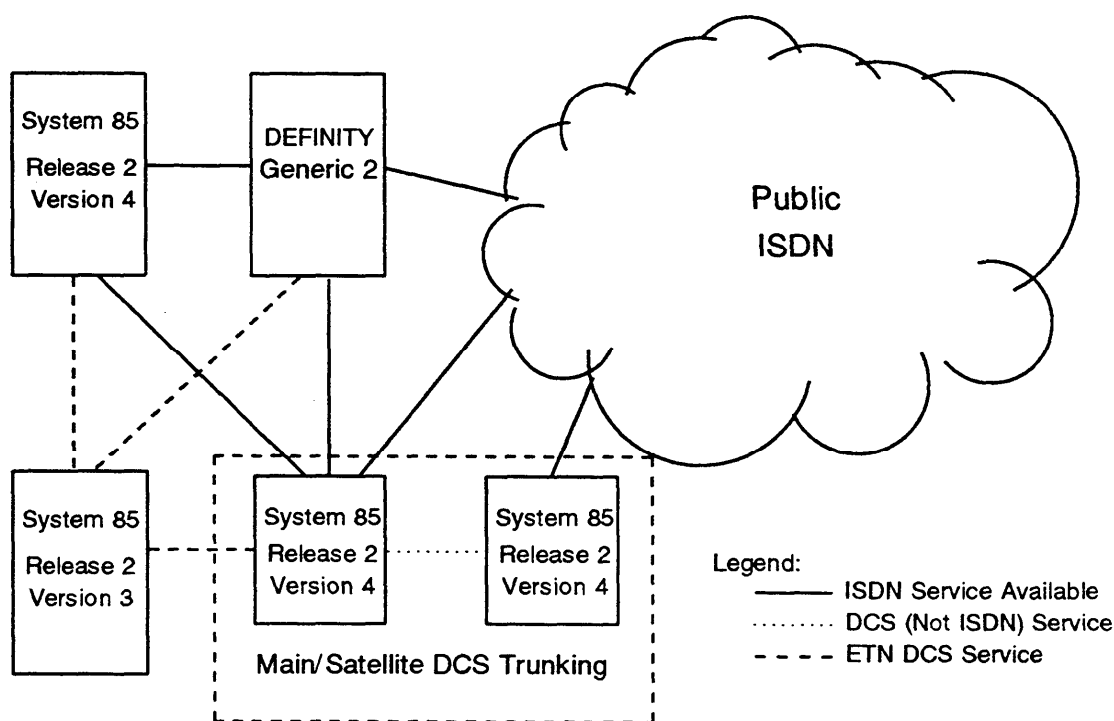 System 85
Release 2
Version 4
DEFINITY
Generic 2
Public
ISDN
System 85
Release 2
Version 3
System 85
Release 2
Version 4
System 85
Release 2
Version 4
Main/Satellite DCS Trunking
Legend:
ISDN Service Available
DCS (Not ISDN) Service
ETN DCS Service